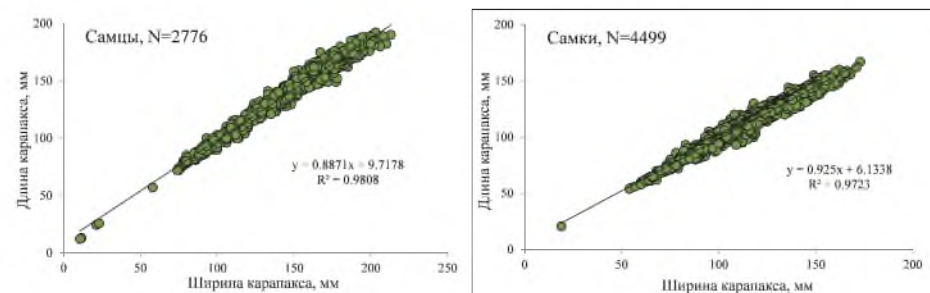 Самцы, N=2776
Длина карапакса, мм
200
150
100
50
0
y = 0.8871x + 9.7178
R² = 0.9808
0 50 100 150 200 250
Ширина карапакса, мм
Самки, N=4499
Длина карапакса, мм
200
150
100
50
0
y = 0.925x + 6.1338
R² = 0.9723
0 50 100 150 200
Ширина карапакса, мм